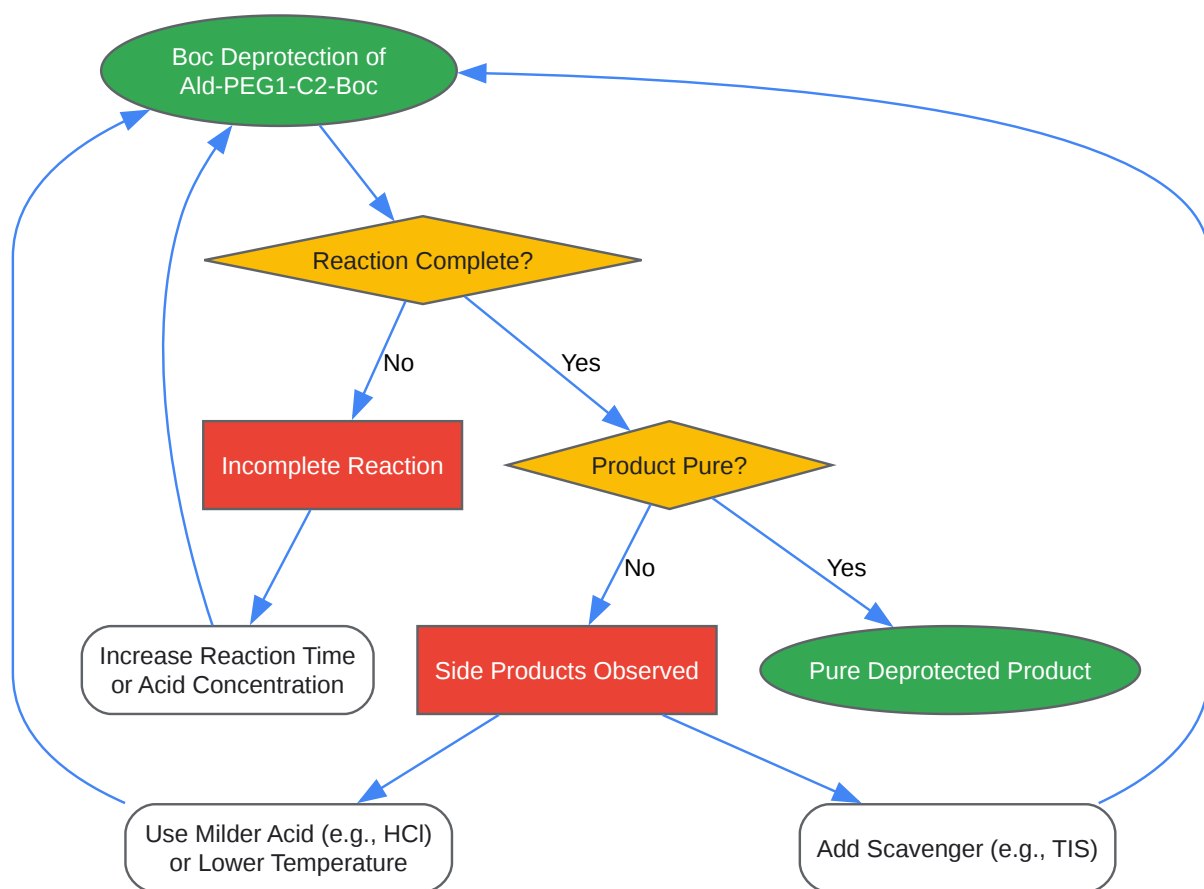 Boc Deprotection of
Ald-PEG1-C2-Boc
Reaction Complete?
No
Yes
Incomplete Reaction
Product Pure?
No
Yes
Increase Reaction Time
or Acid Concentration
Side Products Observed
Pure Deprotected Product
Use Milder Acid (e.g., HCl)
or Lower Temperature
Add Scavenger (e.g., TIS)